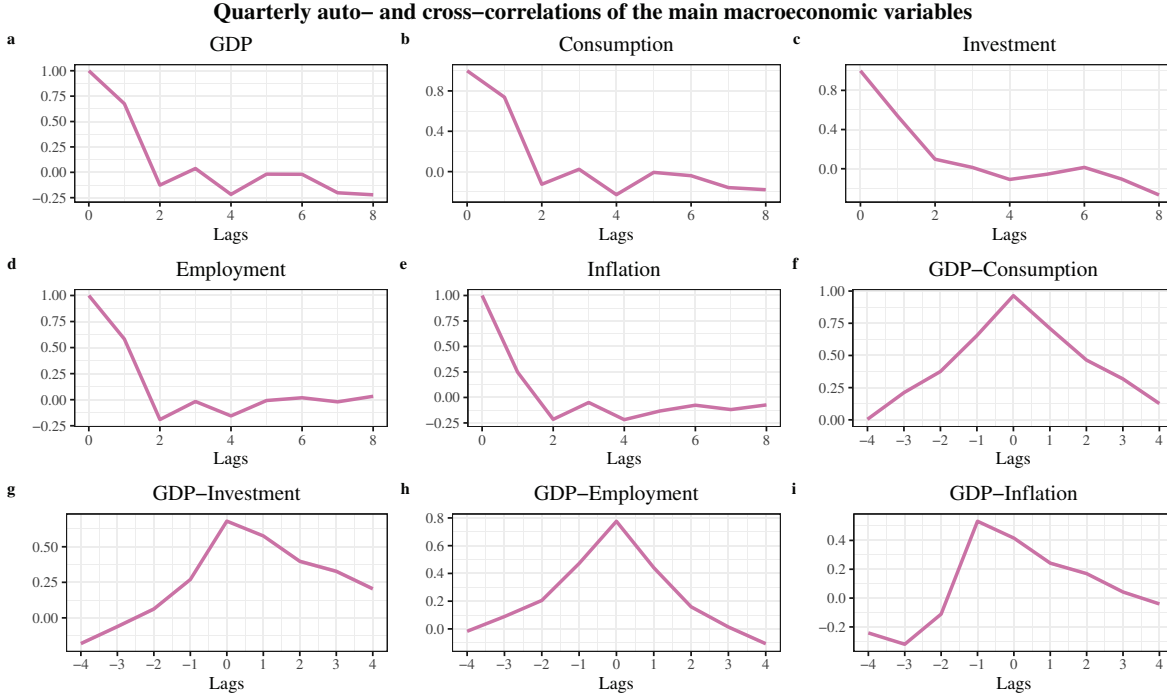 Quarterly auto− and cross−correlations of the main macroeconomic variables
a
GDP
1.00
0.75
0.50
0.25
0.00
−0.25
0 2 4 6 8
Lags
b
Consumption
0.8
0.4
0.0
0 2 4 6 8
Lags
c
Investment
0.8
0.4
0.0
0 2 4 6 8
Lags
d
Employment
1.00
0.75
0.50
0.25
0.00
−0.25
0 2 4 6 8
Lags
e
Inflation
1.00
0.75
0.50
0.25
0.00
−0.25
0 2 4 6 8
Lags
f
GDP−Consumption
1.00
0.75
0.50
0.25
0.00
−4 −3 −2 −1 0 1 2 3 4
Lags
g
GDP−Investment
0.50
0.25
0.00
−4 −3 −2 −1 0 1 2 3 4
Lags
h
GDP−Employment
0.8
0.6
0.4
0.2
0.0
−4 −3 −2 −1 0 1 2 3 4
Lags
i
GDP−Inflation
0.4
0.2
0.0
−0.2
−4 −3 −2 −1 0 1 2 3 4
Lags